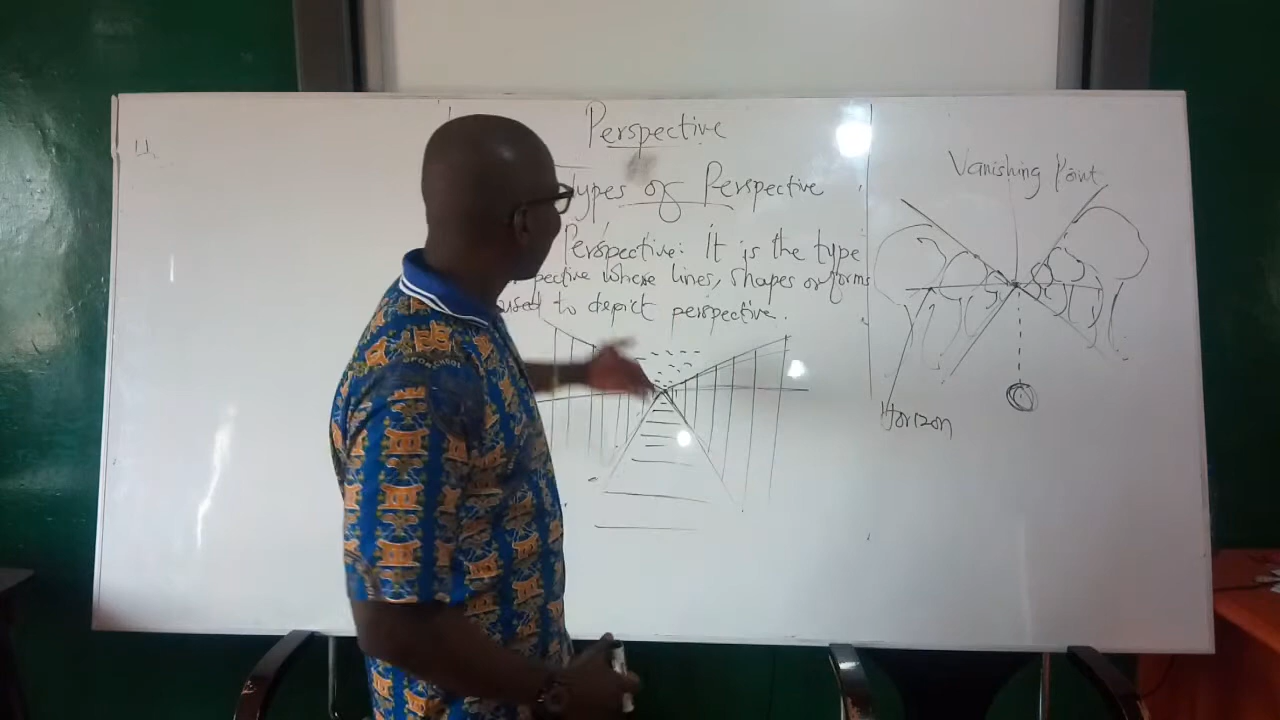 Perspective
Types of Perspective
Perspective: It is the type
pective where lines, shapes or forms
used to depict perspective.
Vanishing Point
Horizon